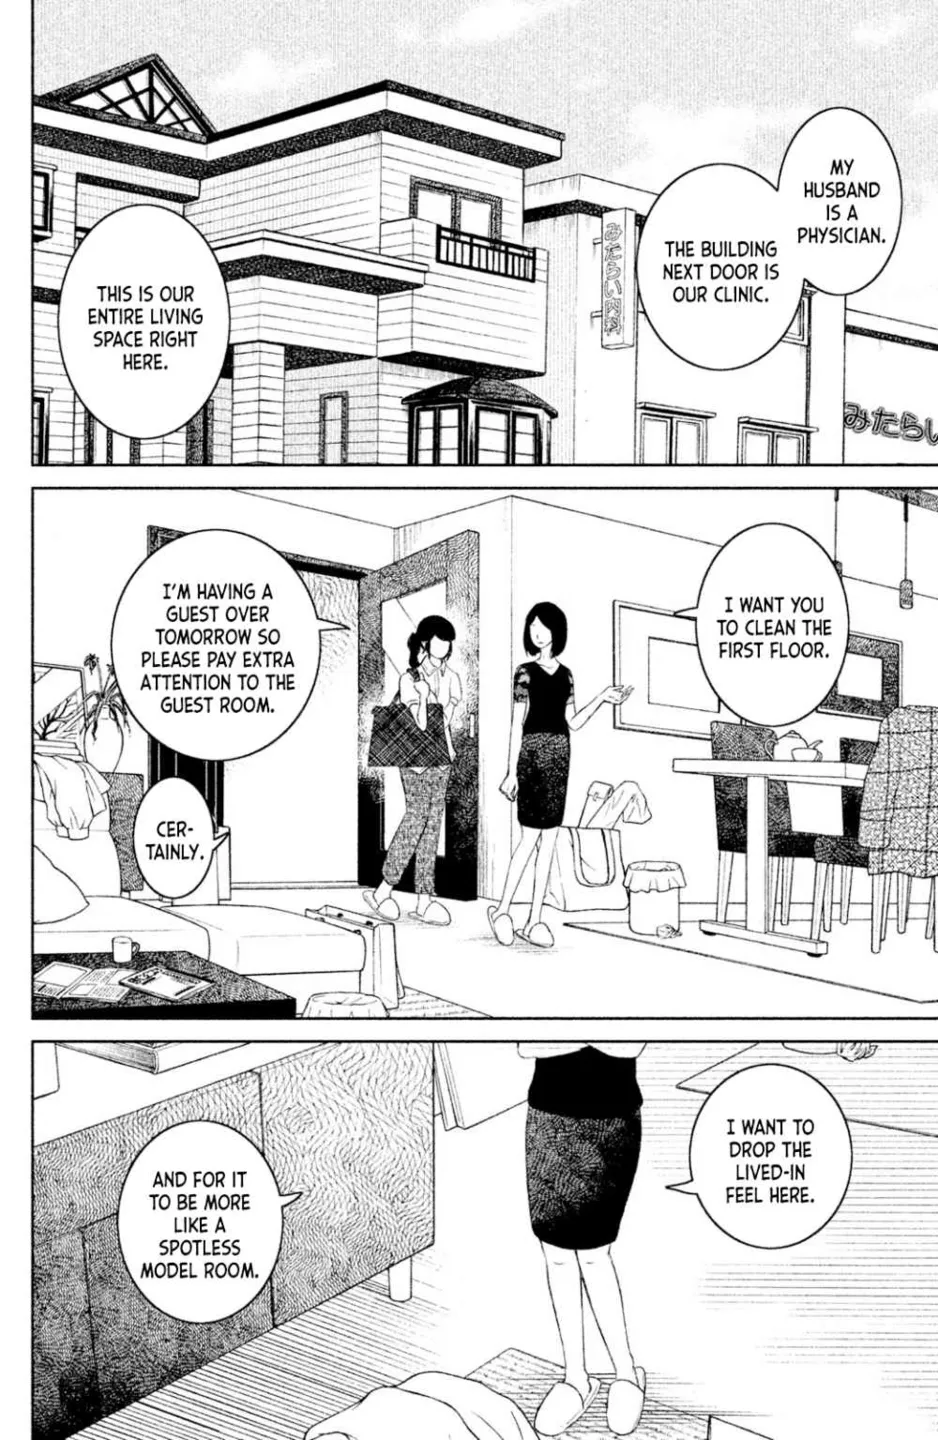 MY
HUSBAND
IS A
PHYSICIAN.
THE BUILDING
NEXT DOOR IS
OUR CLINIC.
みたらい内科
みたらい
THIS IS OUR
ENTIRE LIVING
SPACE RIGHT
HERE.
I WANT YOU
TO CLEAN THE
FIRST FLOOR.
I'M HAVING A
GUEST OVER
TOMORROW SO
PLEASE PAY EXTRA
ATTENTION TO THE
GUEST ROOM.
CER-
TAINLY.
I WANT TO
DROP THE
LIVED-IN
FEEL HERE.
AND FOR IT
TO BE MORE
LIKE A
SPOTLESS
MODEL ROOM.